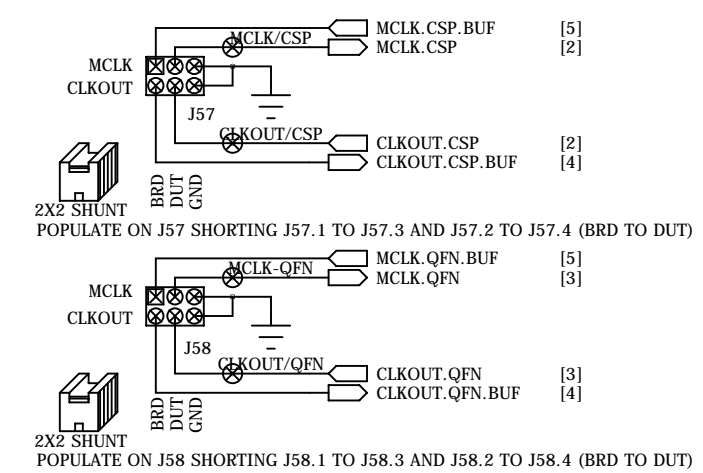 MCLK.CSP.BUF [5]
MCLK/CSP MCLK.CSP [2]
MCLK
CLKOUT
J57
CLKOUT/CSP CLKOUT.CSP [2]
CLKOUT.CSP.BUF [4]
BRD
DUT
GND
2X2 SHUNT
POPULATE ON J57 SHORTING J57.1 TO J57.3 AND J57.2 TO J57.4 (BRD TO DUT)
MCLK.QFN.BUF [5]
MCLK-QFN MCLK.QFN [3]
MCLK
CLKOUT
J58
CLKOUT/QFN CLKOUT.QFN [3]
CLKOUT.QFN.BUF [4]
BRD
DUT
GND
2X2 SHUNT
POPULATE ON J58 SHORTING J58.1 TO J58.3 AND J58.2 TO J58.4 (BRD TO DUT)